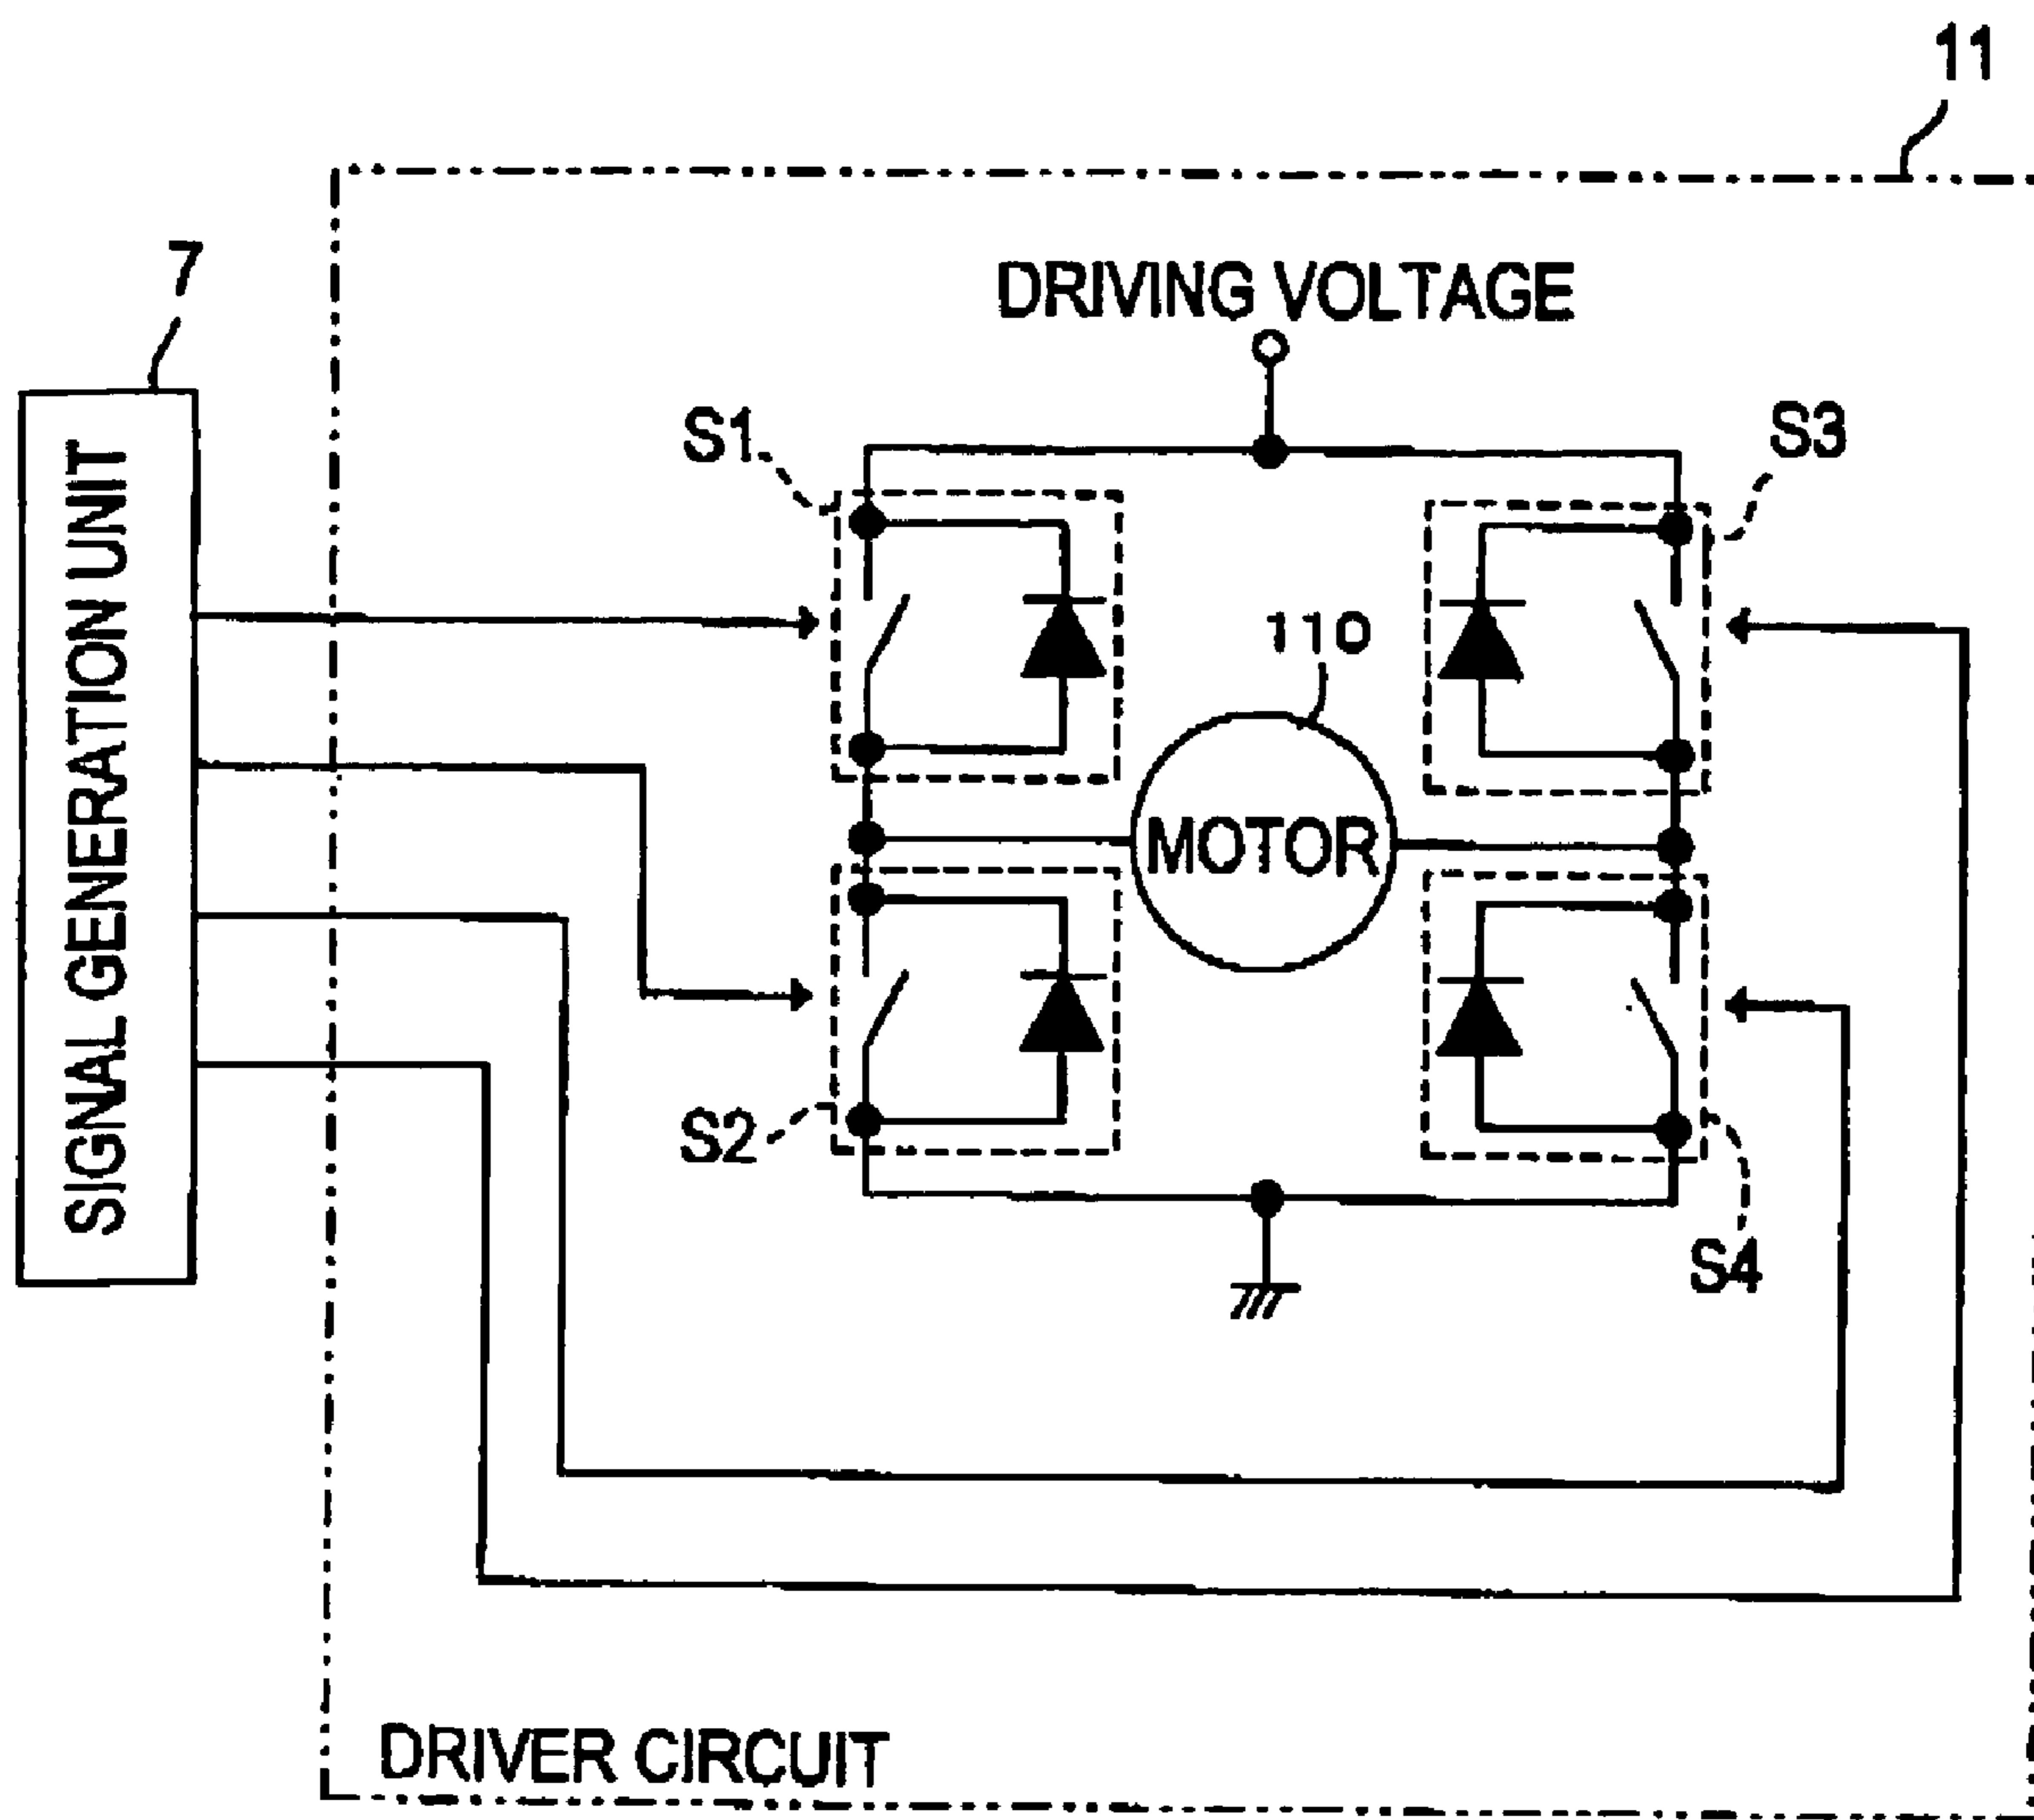 11
7
DRIVING VOLTAGE
S1
S3
SIGNAL GENERATION UNIT
110
MOTOR
S2
S4
DRIVER CIRCUIT